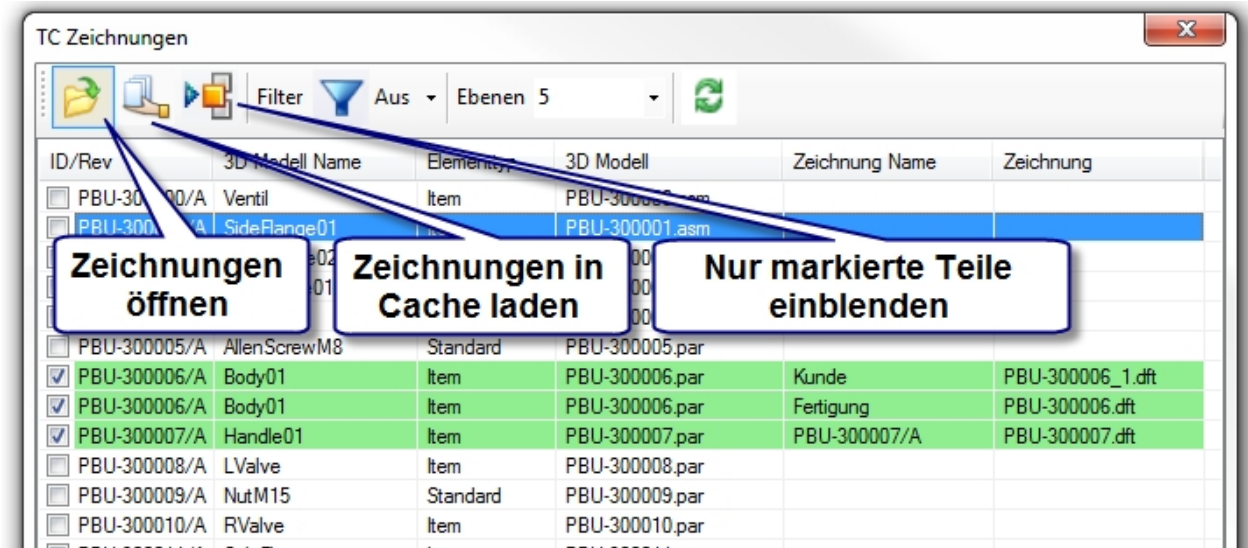 TC Zeichnungen
Filter Aus Ebenen 5
ID/Rev 3D Modell Name 3D Modell Zeichnung Name Zeichnung
Ventil Item
SideFlange01 PBU-300001.asm
Zeichnungen
öffnen
Zeichnungen in
Cache laden
Nur markierte Teile
einblenden
PBU-300005/A AllenScrewM8 Standard PBU-300005.par
PBU-300006/A Body01 Item PBU-300006.par Kunde PBU-300006_1.dft
PBU-300006/A Body01 Item PBU-300006.par Fertigung PBU-300006.dft
PBU-300007/A Handle01 Item PBU-300007.par PBU-300007/A PBU-300007.dft
PBU-300008/A LValve Item PBU-300008.par
PBU-300009/A NutM15 Standard PBU-300009.par
PBU-300010/A RValve Item PBU-300010.par